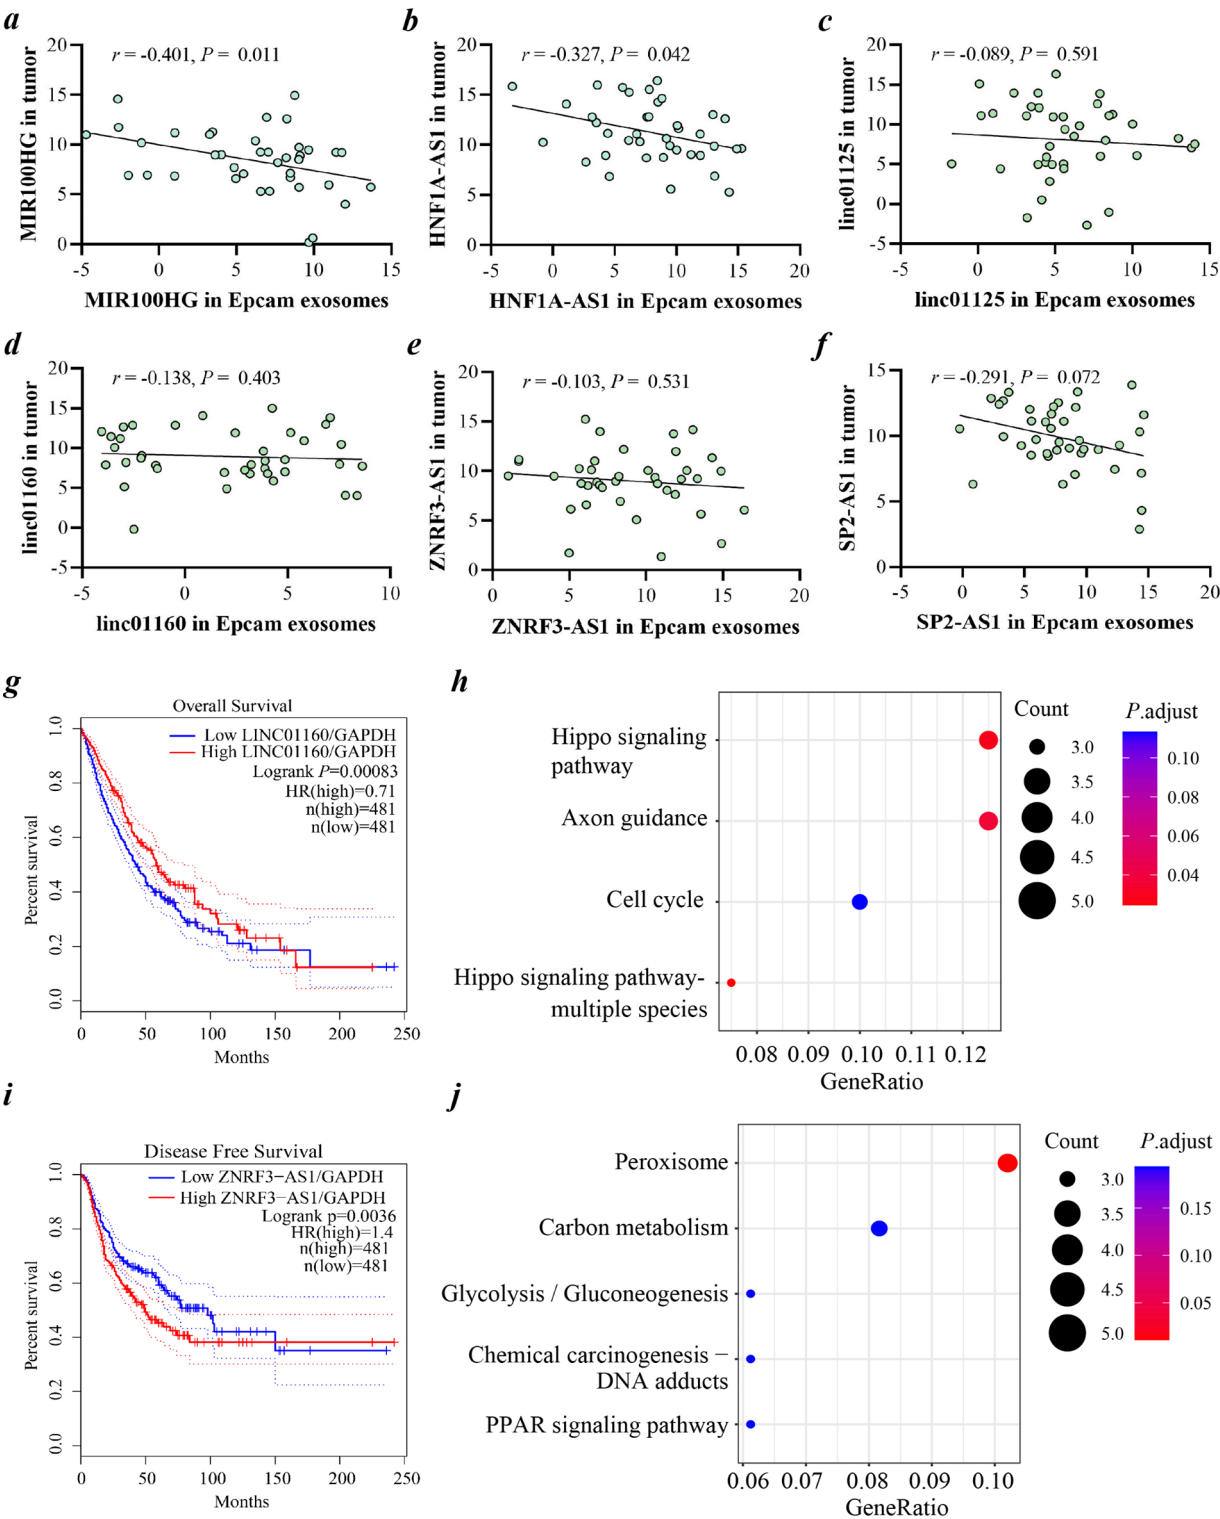 a
MIR100HG in tumor
r = -0.401, P = 0.011
20
15
10
5
0
-5 0 5 10 15
MIR100HG in Epcam exosomes
b
HNF1A-AS1 in tumor
r = -0.327, P = 0.042
20
15
10
5
0
-5 0 5 10 15 20
HNF1A-AS1 in Epcam exosomes
c
linc01125 in tumor
r = -0.089, P = 0.591
20
15
10
5
0
-5
-5 0 5 10 15
linc01125 in Epcam exosomes
d
linc01160 in tumor
r = -0.138, P = 0.403
20
15
10
5
0
-5
-5 0 5 10
linc01160 in Epcam exosomes
e
ZNRF3-AS1 in tumor
r = -0.103, P = 0.531
20
15
10
5
0
0 5 10 15 20
ZNRF3-AS1 in Epcam exosomes
f
SP2-AS1 in tumor
r = -0.291, P = 0.072
15
10
5
0
-5 0 5 10 15 20
SP2-AS1 in Epcam exosomes
g
Overall Survival
Low LINC01160/GAPDH
High LINC01160/GAPDH
Logrank P=0.00083
HR(high)=0.71
n(high)=481
n(low)=481
Percent survival
1.0
0.8
0.6
0.4
0.2
0.0
0 50 100 150 200 250
Months
h
Hippo signaling
pathway
Axon guidance
Cell cycle
Hippo signaling pathway-
multiple species
0.08 0.09 0.10 0.11 0.12
GeneRatio
Count
3.0
3.5
4.0
4.5
5.0
P.adjust
0.10
0.08
0.06
0.04
i
Disease Free Survival
Low ZNRF3−AS1/GAPDH
High ZNRF3−AS1/GAPDH
Logrank p=0.0036
HR(high)=1.4
n(high)=481
n(low)=481
Percent survival
1.0
0.8
0.6
0.4
0.2
0.0
0 50 100 150 200 250
Months
j
Peroxisome
Carbon metabolism
Glycolysis / Gluconeogenesis
Chemical carcinogenesis −
DNA adducts
PPAR signaling pathway
0.06 0.07 0.08 0.09 0.10
GeneRatio
Count
3.0
3.5
4.0
4.5
5.0
P.adjust
0.15
0.10
0.05